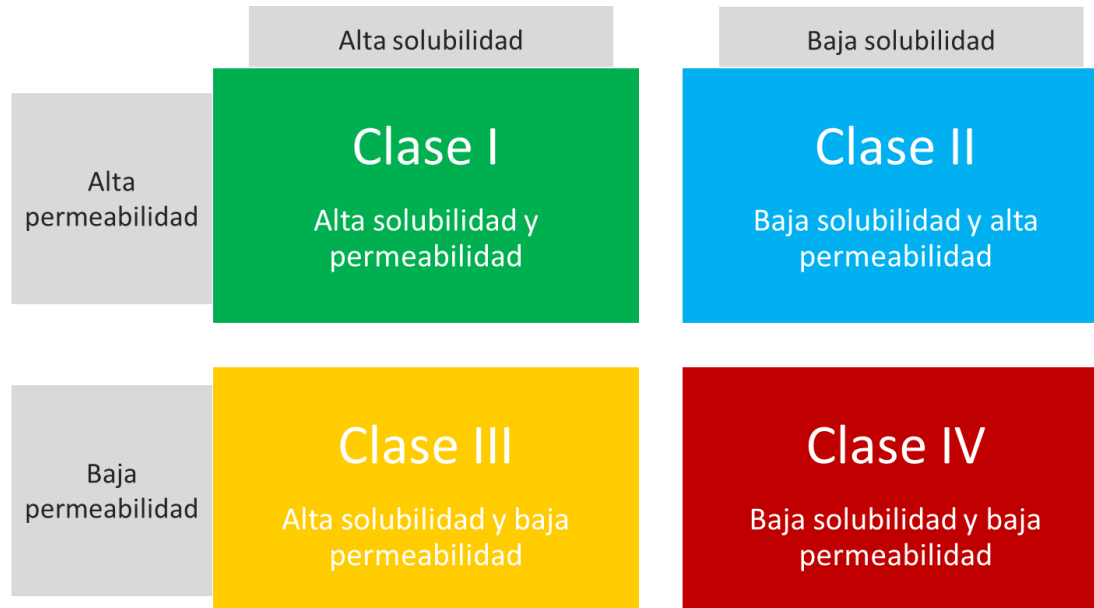 Alta solubilidad
Baja solubilidad
Alta
permeabilidad
Clase I
Alta solubilidad y
permeabilidad
Clase II
Baja solubilidad y alta
permeabilidad
Baja
permeabilidad
Clase III
Alta solubilidad y baja
permeabilidad
Clase IV
Baja solubilidad y baja
permeabilidad